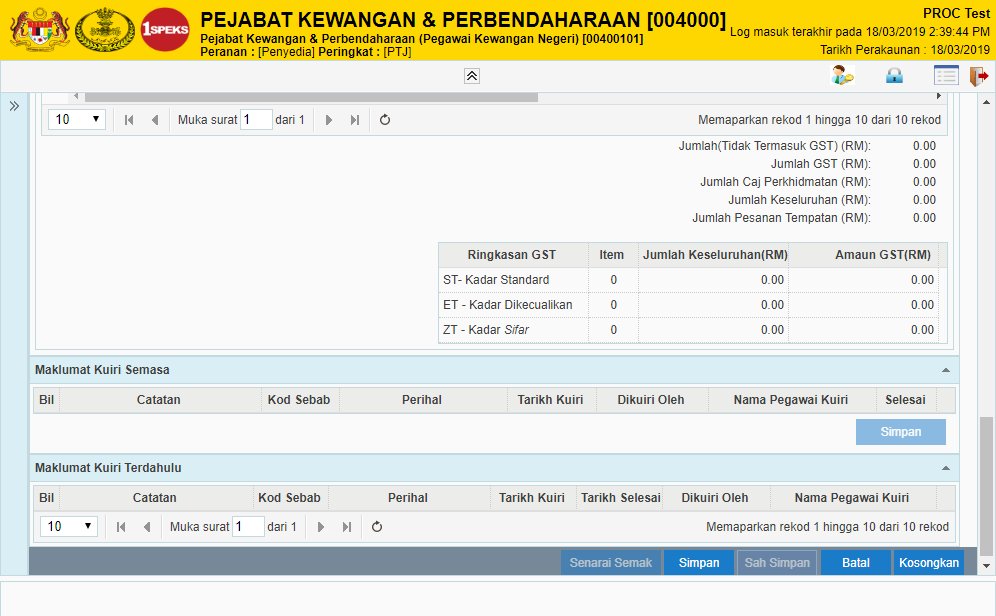 1SPEKS
PEJABAT KEWANGAN & PERBENDAHARAAN [004000]
Pejabat Kewangan & Perbendaharaan (Pegawai Kewangan Negeri) [00400101]
Peranan : [Penyedia] Peringkat : [PTJ]
PROC Test
Log masuk terakhir pada 18/03/2019 2:39:44 PM
Tarikh Perakaunan : 18/03/2019
10 Muka surat 1 dari 1 Memaparkan rekod 1 hingga 10 dari 10 rekod
Jumlah(Tidak Termasuk GST) (RM): 0.00
Jumlah GST (RM): 0.00
Jumlah Caj Perkhidmatan (RM): 0.00
Jumlah Keseluruhan (RM): 0.00
Jumlah Pesanan Tempatan (RM): 0.00
Ringkasan GST Item Jumlah Keseluruhan(RM) Amaun GST(RM)
ST- Kadar Standard 0 0.00 0.00
ET - Kadar Dikecualikan 0 0.00 0.00
ZT - Kadar Sifar 0 0.00 0.00
Maklumat Kuiri Semasa
Bil Catatan Kod Sebab Perihal Tarikh Kuiri Dikuiri Oleh Nama Pegawai Kuiri Selesai
Simpan
Maklumat Kuiri Terdahulu
Bil Catatan Kod Sebab Perihal Tarikh Kuiri Tarikh Selesai Dikuiri Oleh Nama Pegawai Kuiri
10 Muka surat 1 dari 1 Memaparkan rekod 1 hingga 10 dari 10 rekod
Senarai Semak Simpan Sah Simpan Batal Kosongkan